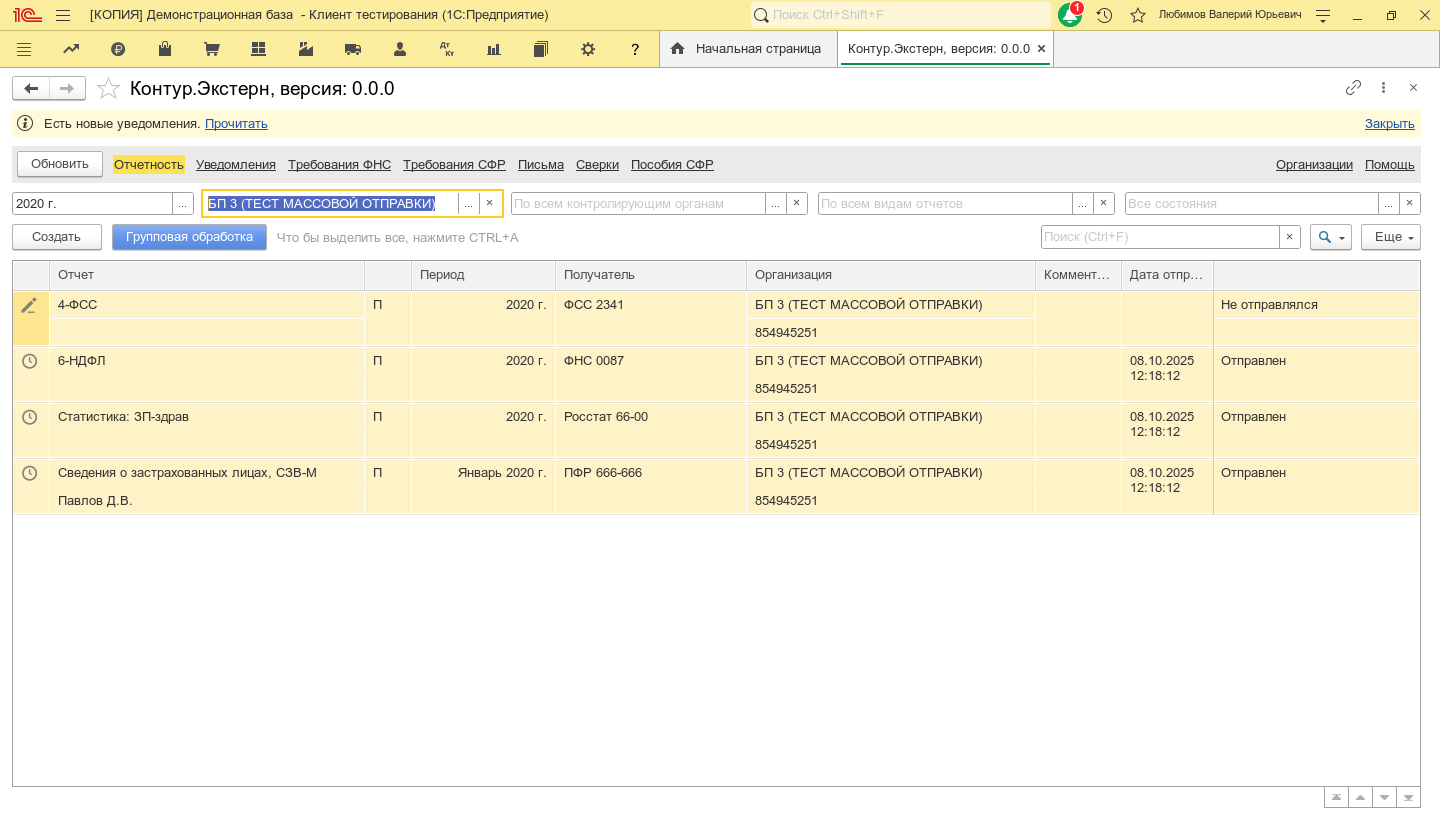 [КОПИЯ] Демонстрационная база - Клиент тестирования (1С:Предприятие)
Поиск Ctrl+Shift+F
1
Любимов Валерий Юрьевич
Дт Кт
?
Начальная страница
Контур.Экстерн, версия: 0.0.0
Контур.Экстерн, версия: 0.0.0
Есть новые уведомления. Прочитать
Закрыть
Обновить
Отчетность
Уведомления
Требования ФНС
Требования СФР
Письма
Сверки
Пособия СФР
Организации
Помощь
2020 г.
...
БП 3 (ТЕСТ МАССОВОЙ ОТПРАВКИ)
...
По всем контролирующим органам
...
По всем видам отчетов
...
Все состояния
...
Создать
Групповая обработка
Что бы выделить все, нажмите CTRL+A
Поиск (Ctrl+F)
Еще
Отчет
Период
Получатель
Организация
Коммент…
Дата отпр…
4-ФСС
П
2020 г.
ФСС 2341
БП 3 (ТЕСТ МАССОВОЙ ОТПРАВКИ)
Не отправлялся
854945251
6-НДФЛ
П
2020 г.
ФНС 0087
БП 3 (ТЕСТ МАССОВОЙ ОТПРАВКИ)
08.10.2025
12:18:12
Отправлен
854945251
Статистика: ЗП-здрав
П
2020 г.
Росстат 66-00
БП 3 (ТЕСТ МАССОВОЙ ОТПРАВКИ)
08.10.2025
12:18:12
Отправлен
854945251
Сведения о застрахованных лицах, СЗВ-М
П
Январь 2020 г.
ПФР 666-666
БП 3 (ТЕСТ МАССОВОЙ ОТПРАВКИ)
08.10.2025
12:18:12
Отправлен
Павлов Д.В.
854945251